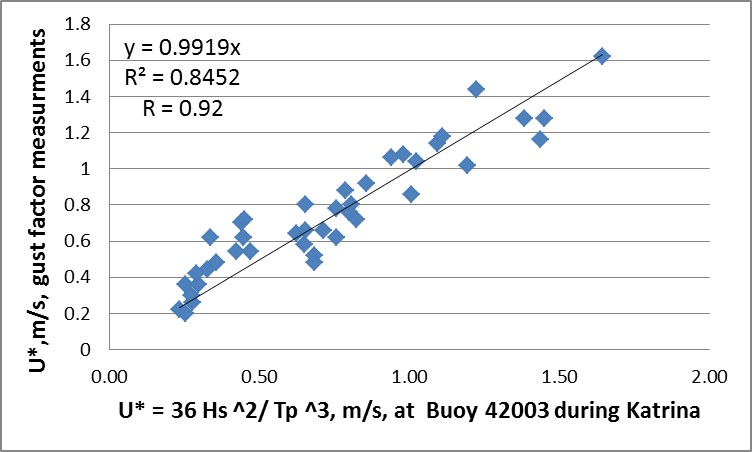 y = 0.9919x
R² = 0.8452
R = 0.92
U*,m/s, gust factor measurments
1.8
1.6
1.4
1.2
1
0.8
0.6
0.4
0.2
0
0.00 0.50 1.00 1.50 2.00
U* = 36 Hs ^2/ Tp ^3, m/s, at Buoy 42003 during Katrina